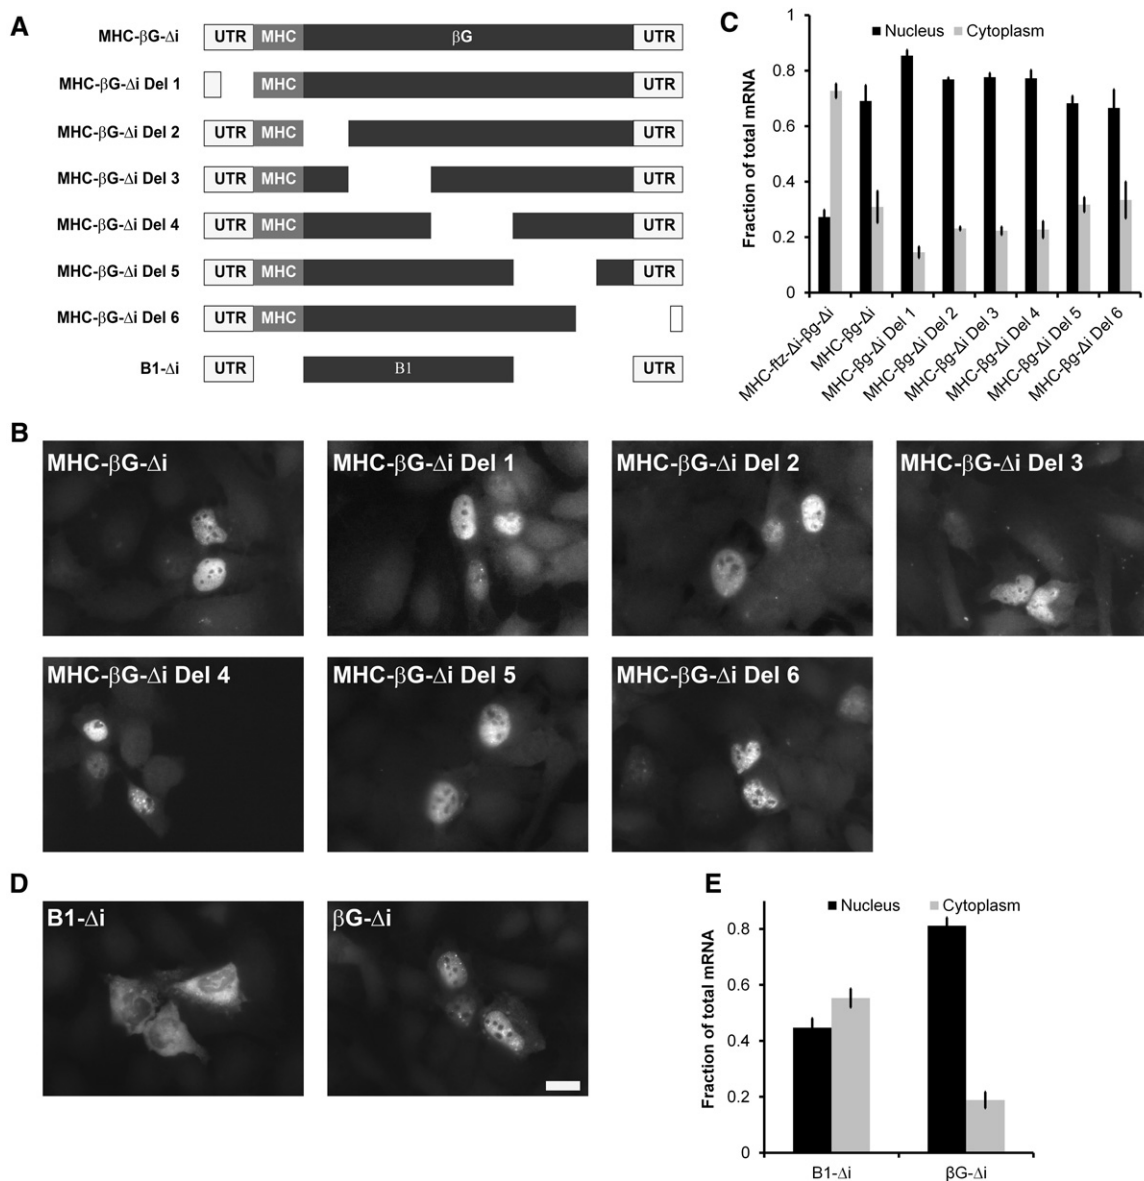 A
MHC-βG-Δi UTR MHC βG UTR
MHC-βG-Δi Del 1 MHC UTR
MHC-βG-Δi Del 2 UTR MHC UTR
MHC-βG-Δi Del 3 UTR MHC UTR
MHC-βG-Δi Del 4 UTR MHC UTR
MHC-βG-Δi Del 5 UTR MHC UTR
MHC-βG-Δi Del 6 UTR MHC
B1-Δi UTR B1 UTR
C
Nucleus Cytoplasm
Fraction of total mRNA
1
0.8
0.6
0.4
0.2
0
MHC-ftz-Δi-βg-Δi
MHC-βg-Δi
MHC-βg-Δi Del 1
MHC-βg-Δi Del 2
MHC-βg-Δi Del 3
MHC-βg-Δi Del 4
MHC-βg-Δi Del 5
MHC-βg-Δi Del 6
B
MHC-βG-Δi MHC-βG-Δi Del 1 MHC-βG-Δi Del 2 MHC-βG-Δi Del 3
MHC-βG-Δi Del 4 MHC-βG-Δi Del 5 MHC-βG-Δi Del 6
D
B1-Δi βG-Δi
E
Nucleus Cytoplasm
Fraction of total mRNA
0.8
0.6
0.4
0.2
0
B1-Δi βG-Δi